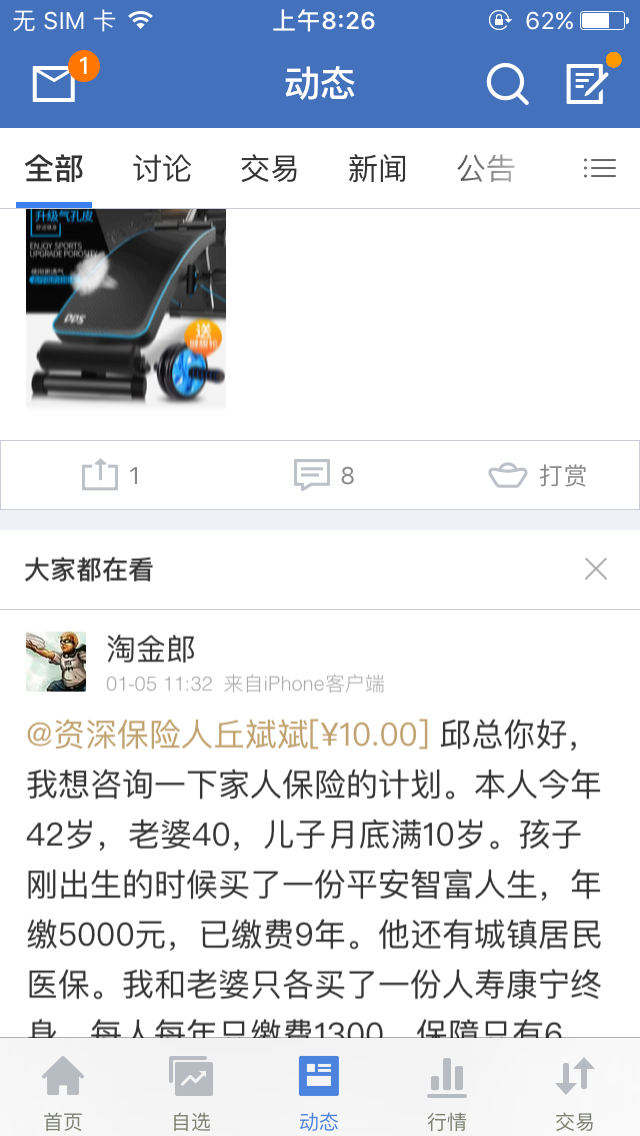 无 SIM 卡
上午8:26
62%
1
动态
全部 讨论 交易 新闻 公告
升级气孔皮
ENJOY SPORTS
UPGRADE POROSITY
DDS
送
1
8
打赏
大家都在看
淘金郎
01-05 11:32 来自iPhone客户端
@资深保险人丘斌斌[¥10.00] 邱总你好，
我想咨询一下家人保险的计划。本人今年
42岁，老婆40，儿子月底满10岁。孩子
刚出生的时候买了一份平安智富人生，年
缴5000元，已缴费9年。他还有城镇居民
医保。我和老婆只各买了一份人寿康宁终
身，每人每年只缴费1300，保障只有6
首页 自选 动态 行情 交易